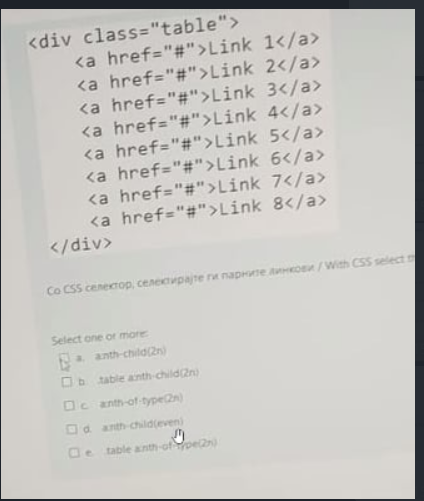 <div class="table">
<a href="#">Link 1</a>
<a href="#">Link 2</a>
<a href="#">Link 3</a>
<a href="#">Link 4</a>
<a href="#">Link 5</a>
<a href="#">Link 6</a>
<a href="#">Link 7</a>
<a href="#">Link 8</a>
</div>
Со CSS селектор, селектирајте ги парните линкови / With CSS select
Select one or more:
a. a:nth-child(2n)
b. .table a:nth-child(2n)
c. a:nth-of-type(2n)
d. a:nth-child(even)
e. .table a:nth-of-type(2n)